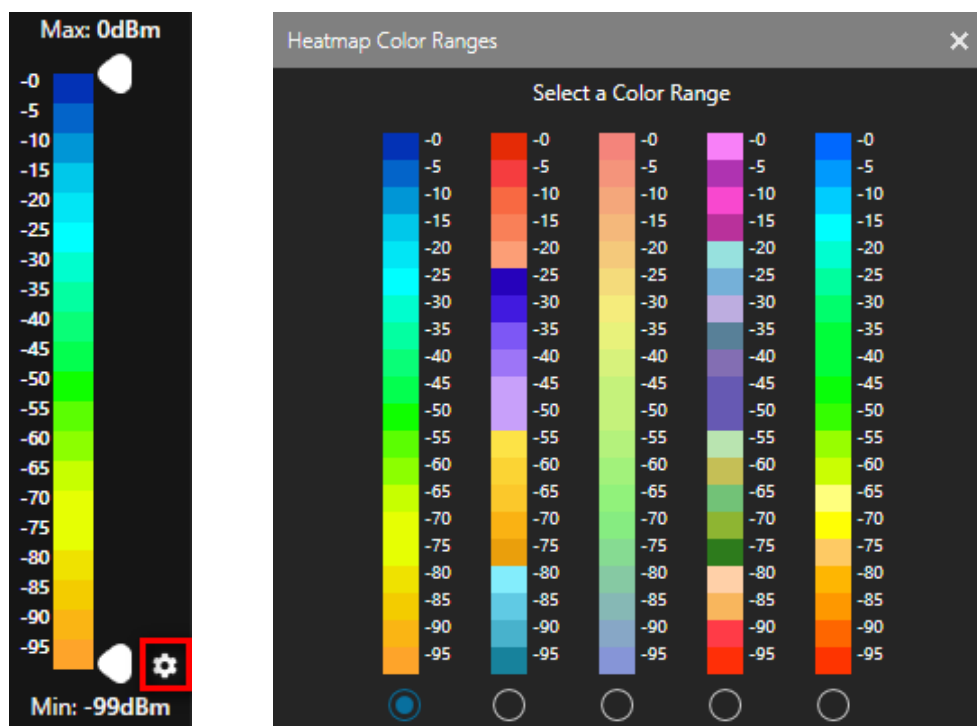 Max: 0dBm
-0
-5
-10
-15
-20
-25
-30
-35
-40
-45
-50
-55
-60
-65
-70
-75
-80
-85
-90
-95
Min: -99dBm
Heatmap Color Ranges
Select a Color Range
-0 -0 -0 -0 -0
-5 -5 -5 -5 -5
-10 -10 -10 -10 -10
-15 -15 -15 -15 -15
-20 -20 -20 -20 -20
-25 -25 -25 -25 -25
-30 -30 -30 -30 -30
-35 -35 -35 -35 -35
-40 -40 -40 -40 -40
-45 -45 -45 -45 -45
-50 -50 -50 -50 -50
-55 -55 -55 -55 -55
-60 -60 -60 -60 -60
-65 -65 -65 -65 -65
-70 -70 -70 -70 -70
-75 -75 -75 -75 -75
-80 -80 -80 -80 -80
-85 -85 -85 -85 -85
-90 -90 -90 -90 -90
-95 -95 -95 -95 -95